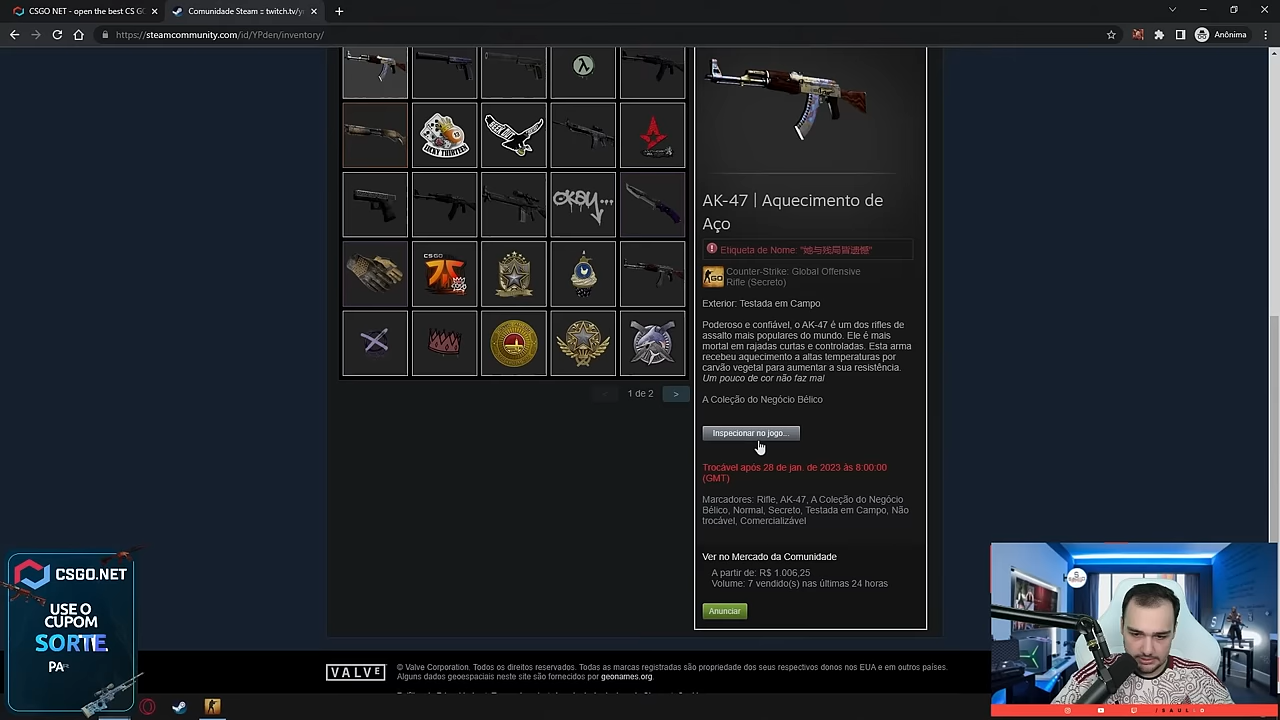 CSGO NET - open the best CS G
Comunidade Steam :: twitch.tv/y
https://steamcommunity.com/id/YPden/inventory/
Anônima
AK-47 | Aquecimento de
Aço
Etiqueta de Nome: "她与残局皆遗憾"
Counter-Strike: Global Offensive
Rifle (Secreto)
Exterior: Testada em Campo
Poderoso e confiável, o AK-47 é um dos rifles de
assalto mais populares do mundo. Ele é mais
mortal em rajadas curtas e controladas. Esta arma
recebeu aquecimento a altas temperaturas por
carvão vegetal para aumentar a sua resistência.
Um pouco de cor não faz mal
A Coleção do Negócio Bélico
1 de 2 >
Inspecionar no jogo...
Trocável após 28 de jan. de 2023 às 8:00:00
(GMT)
Marcadores: Rifle, AK-47, A Coleção do Negócio
Bélico, Normal, Secreto, Testada em Campo, Não
trocável, Comercializável
Ver no Mercado da Comunidade
A partir de: R$ 1.006,25
Volume: 7 vendido(s) nas últimas 24 horas
Anunciar
CSGO.NET
USE O
CUPOM
SORTE
PA
VALVE
© Valve Corporation. Todos os direitos reservados. Todas as marcas registradas são propriedade dos seus respectivos donos nos EUA e em outros países.
Alguns dados geoespaciais neste site são fornecidos por geonames.org.